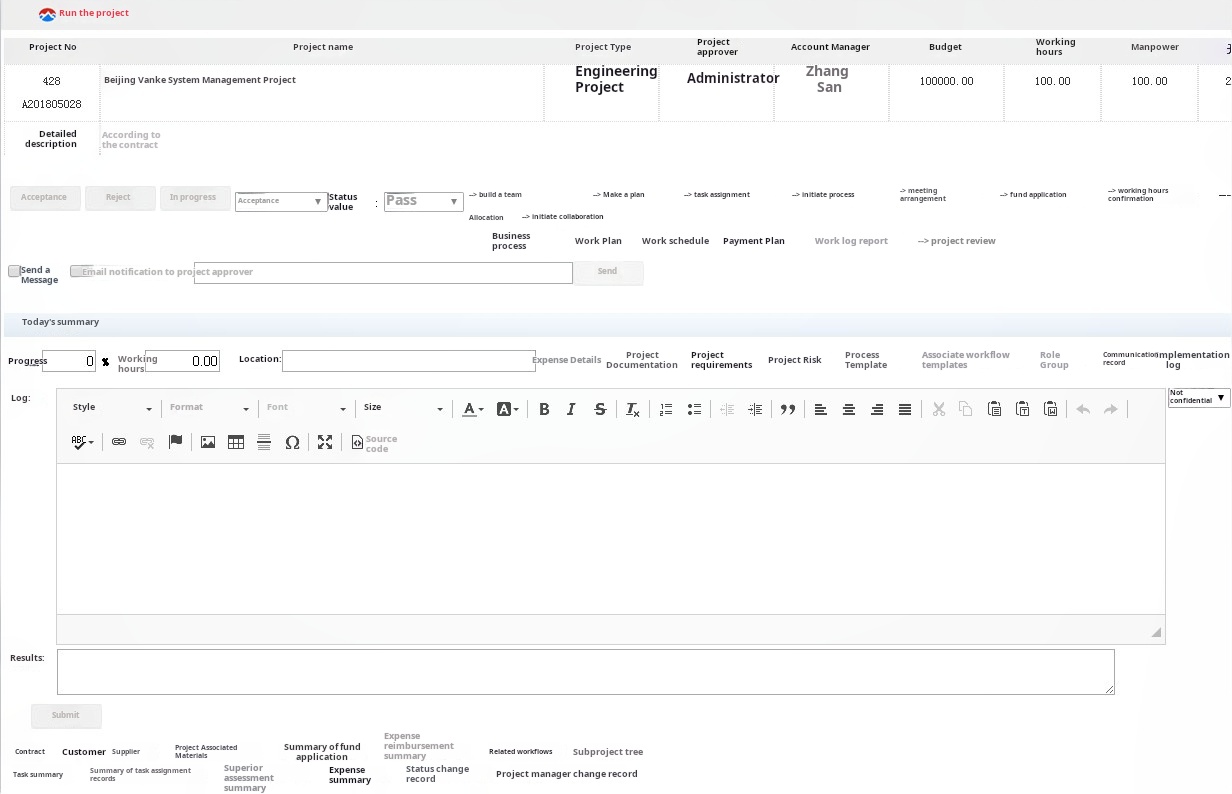 Run the project
Project No Project name Project Type Project approver Account Manager Budget Working hours Manpower
428
A201805028
Beijing Vanke System Management Project
Engineering Project
Administrator
Zhang San
100000.00 100.00 100.00 2
Detailed description
According to the contract
Acceptance Reject In progress Acceptance ▼ Status value : Pass ▼
--> build a team --> Make a plan --> task assignment --> initiate process -> meeting arrangement --> fund application --> working hours confirmation
Allocation --> initiate collaboration
Business process Work Plan Work schedule Payment Plan Work log report --> project review
Send a Message Email notification to project approver Send
Today's summary
Progress 0 % Working hours 0.00 Location: Expense Details Project Documentation Project requirements Project Risk Process Template Associate workflow templates Role Group Communication record Implementation log
Log: Style Format Font Size Not confidential ▼
Source code
Results:
Submit
Contract Customer Supplier Project Associated Materials Summary of fund application Expense reimbursement summary Related workflows Subproject tree
Task summary Summary of task assignment records Superior assessment summary Expense summary Status change record Project manager change record